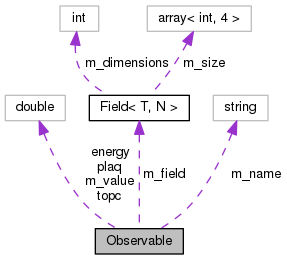 int
array< int, 4 >
m_dimensions
m_size
double
Field< T, N >
string
energy
plaq
m_value
topc
m_field
m_name
Observable